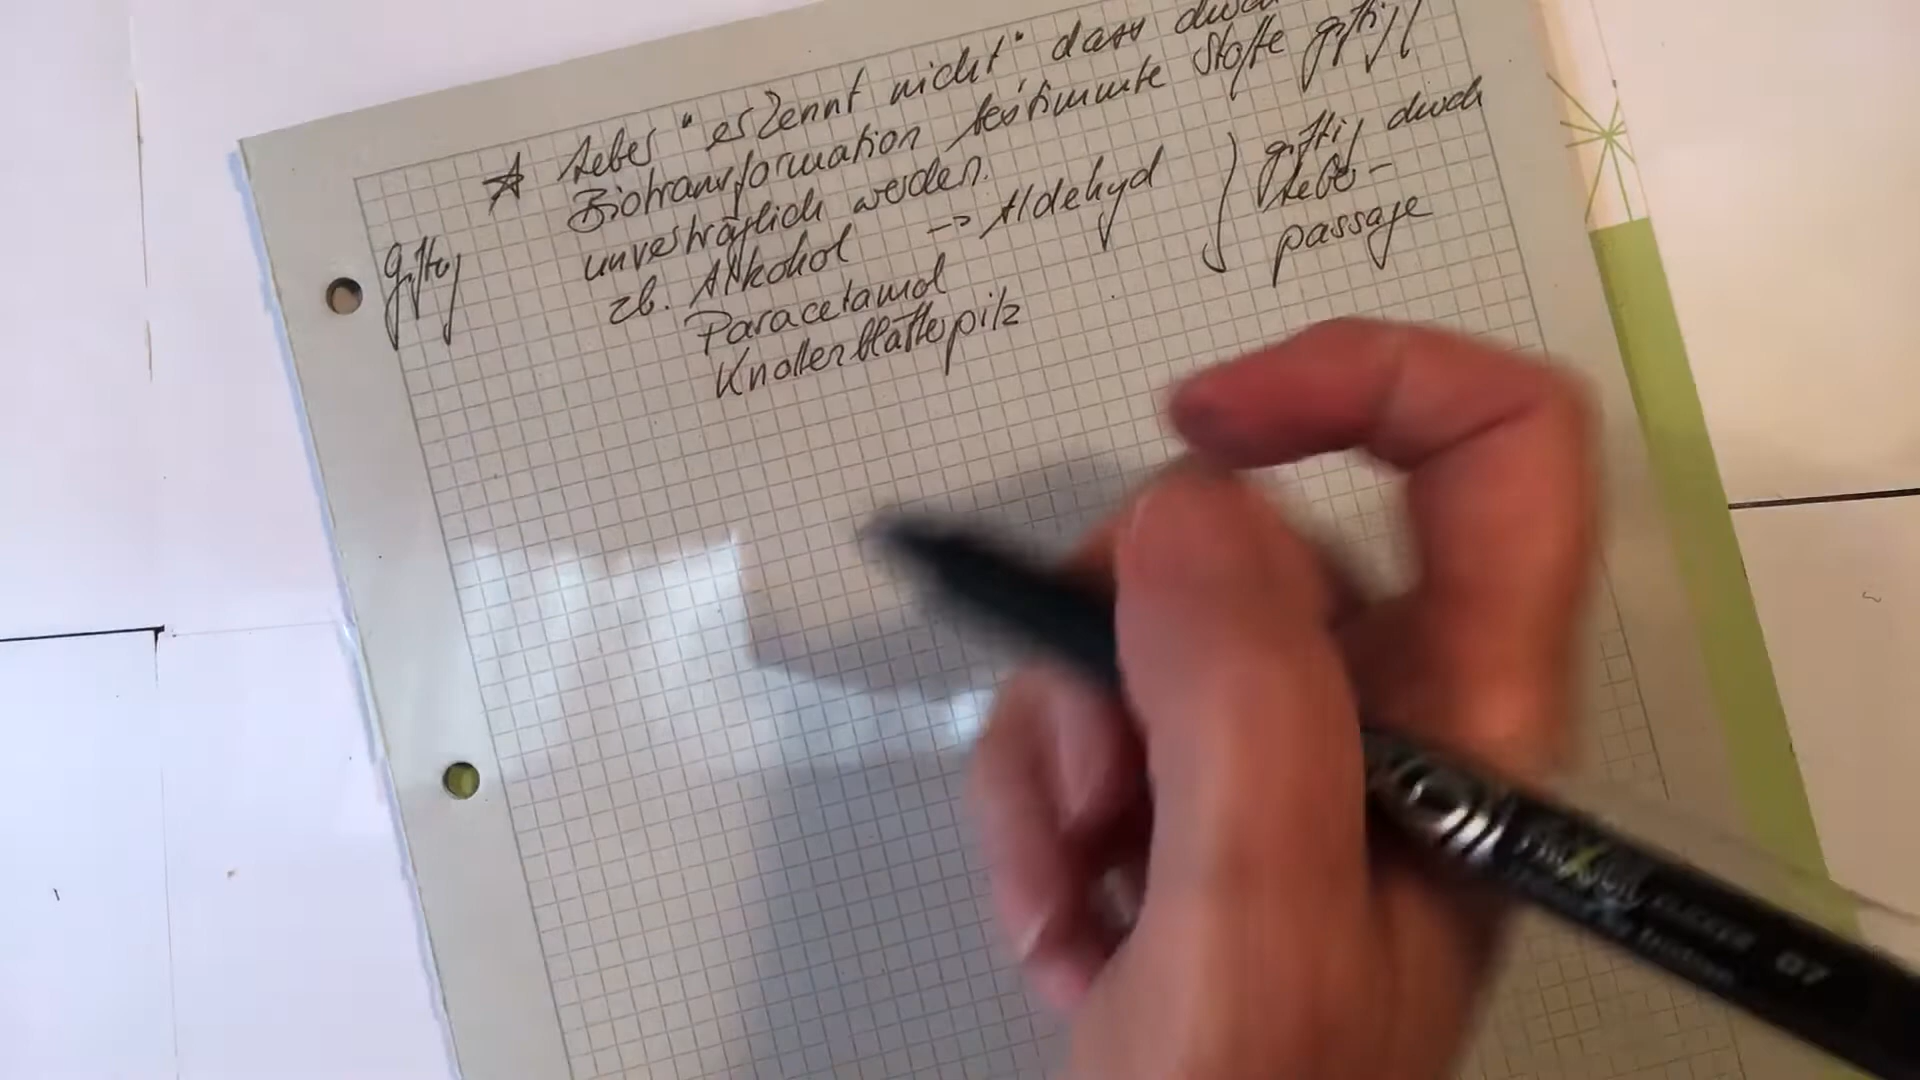 * Leber "erkennt nicht" dass durch
Biotransformation bestimmte Stoffe giftig/
unverträglich werden.
giftig
zb. Alkohol -> Aldehyd
Paracetamol
Knollenblätterpilz
} giftig durch
Leber-
passage
07